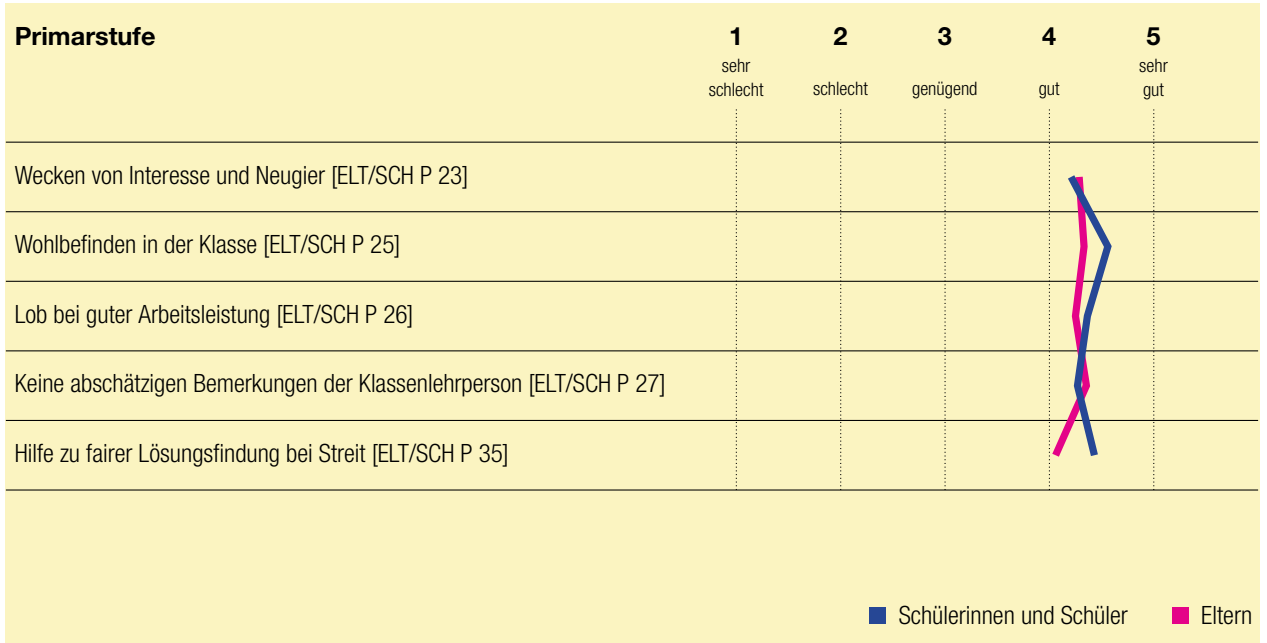 Primarstufe 1 2 3 4 5
sehr schlecht schlecht genügend gut sehr gut
Wecken von Interesse und Neugier [ELT/SCH P 23]
Wohlbefinden in der Klasse [ELT/SCH P 25]
Lob bei guter Arbeitsleistung [ELT/SCH P 26]
Keine abschätzigen Bemerkungen der Klassenlehrperson [ELT/SCH P 27]
Hilfe zu fairer Lösungsfindung bei Streit [ELT/SCH P 35]
Schülerinnen und Schüler Eltern